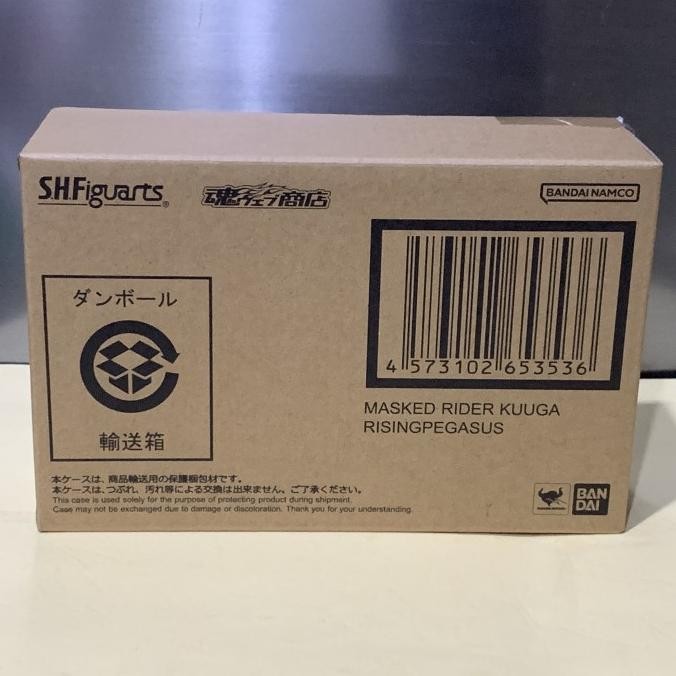 S.H.Figuarts®
魂ウェブ商店
BANDAI NAMCO
ダンボール
輸送箱
4 573102 653536
MASKED RIDER KUUGA
RISINGPEGASUS
本ケースは、商品輸送用の保護梱包材です。
本ケースは、つぶれ、汚れ等による交換は出来ません、ご了承ください。
This case is used solely for the purpose of protecting product during shipment.
Case may not be exchanged due to damage or discoloration. Thank you for your understanding.
BAN
DAI